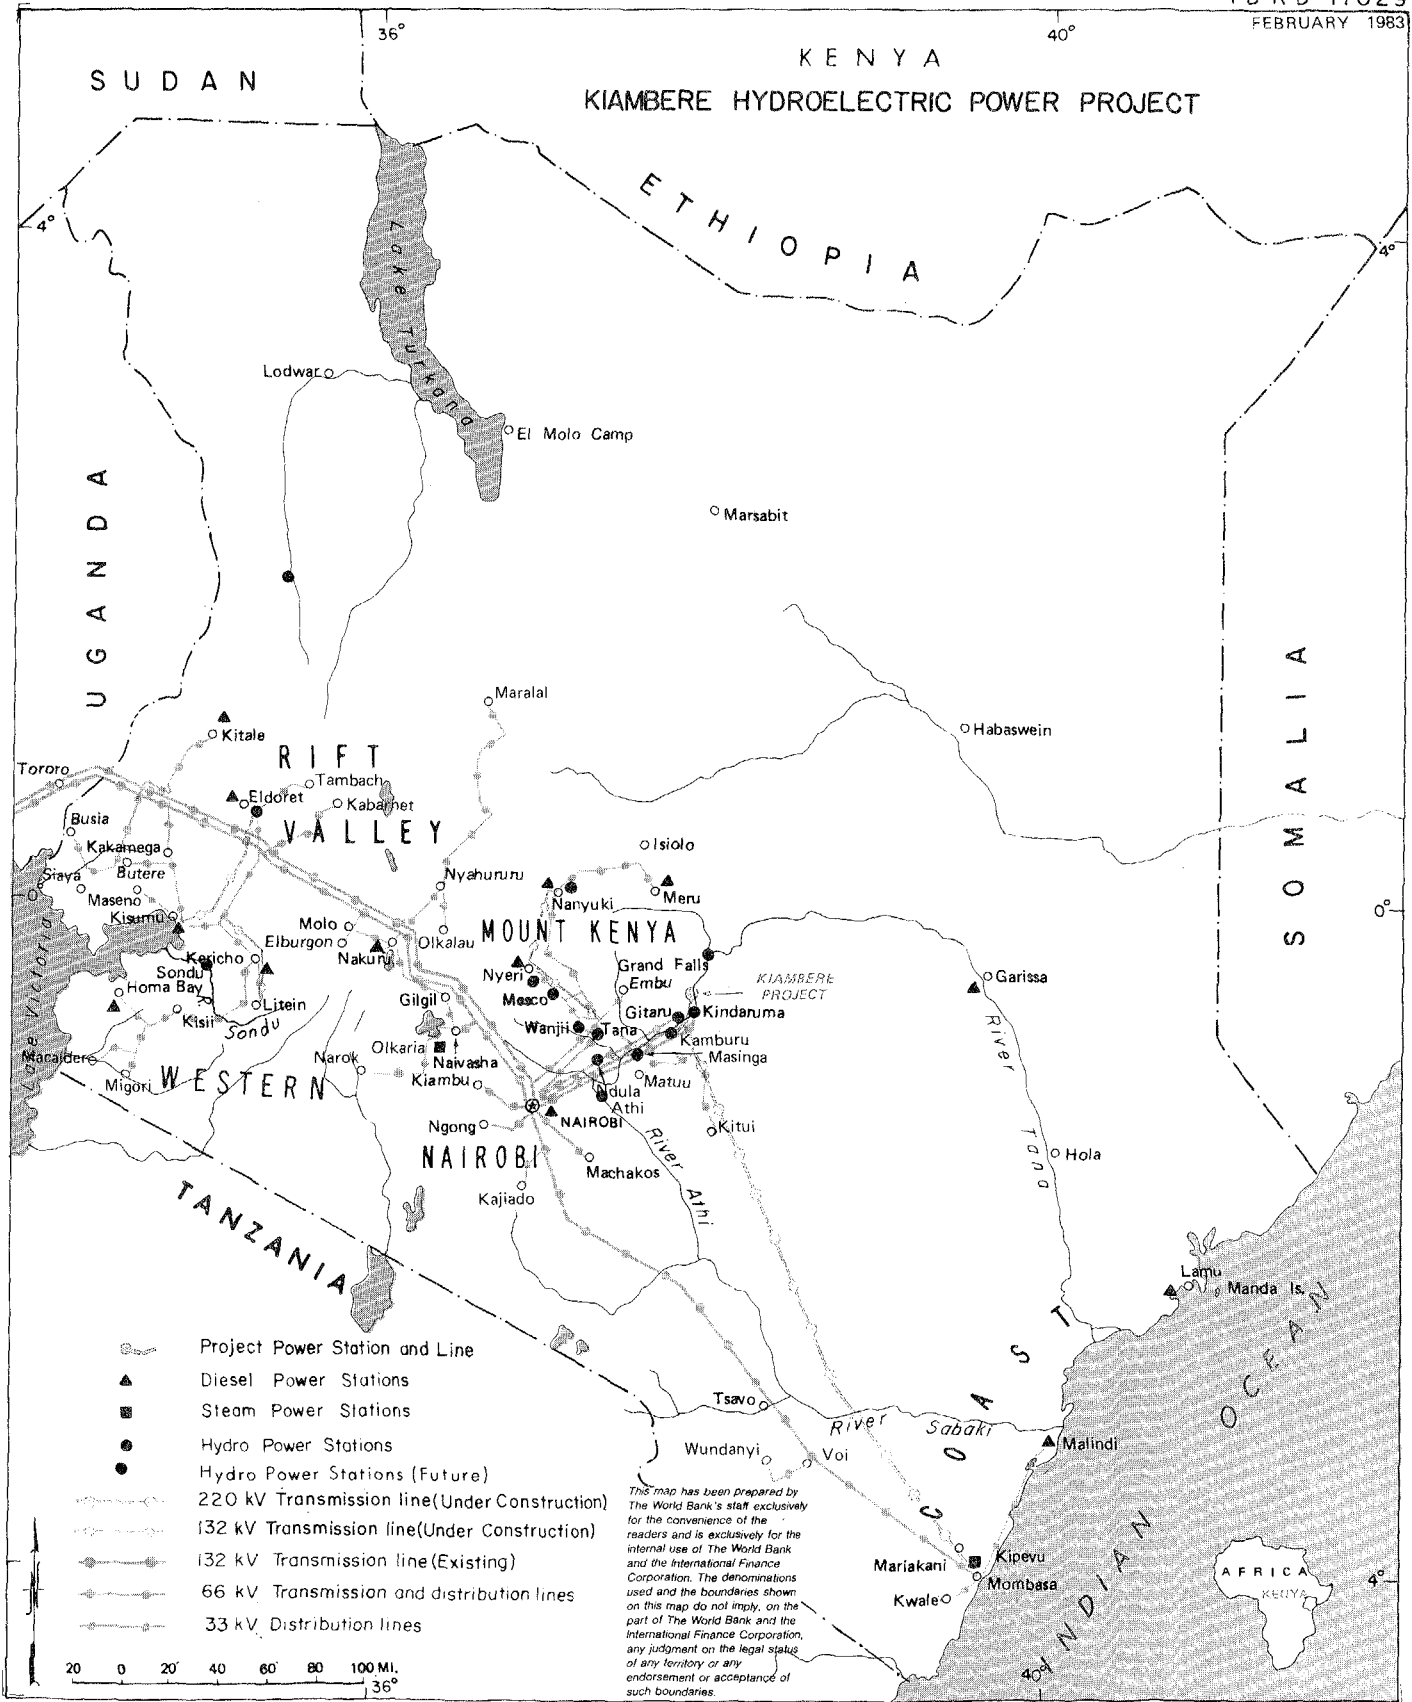 FEBRUARY 1983
36°
40°
KENYA
KIAMBERE HYDROELECTRIC POWER PROJECT
SUDAN
ETHIOPIA
4°
4°
Lake Turkana
Lodwar
El Molo Camp
UGANDA
Marsabit
SOMALIA
Maralal
Habaswein
Kitale
RIFT
Tororo
Tambach
Eldoret
Kabarnet
Busia
VALLEY
Kakamega
Isiolo
Siaya
Butere
Nyahururu
Meru
Maseno
Nanyuki
Kisumu
Molo
0°
Elburgon
Olkalau
MOUNT KENYA
Nakuru
Kericho
Sondu
Grand Falls
Nyeri
Embu
KIAMBERE
PROJECT
Garissa
Homa Bay
R.
Litein
Gilgil
Mesco
Gitaru
Kindaruma
Kisii
Sondu
Wanjii
Tana
Kamburu
Olkaria
Masinga
Lake Victoria
Macalder
Narok
Naivasha
Migori
WESTERN
Kiambu
Matuu
Ndula
Athi
NAIROBI
Ngong
Kitui
River Tana
NAIROBI
Machakos
River Athi
Hola
Kajiado
TANZANIA
Lamu
Manda Is.
COAST
INDIAN OCEAN
Tsavo
River Sabaki
Malindi
Wundanyi
Voi
Mariakani
Kipevu
Mombasa
Kwale
Project Power Station and Line
Diesel Power Stations
Steam Power Stations
Hydro Power Stations
Hydro Power Stations (Future)
220 kV Transmission line(Under Construction)
132 kV Transmission line(Under Construction)
132 kV Transmission line(Existing)
66 kV Transmission and distribution lines
33 kV Distribution lines
20 0 20 40 60 80 100 MI.
36°
This map has been prepared by
The World Bank's staff exclusively
for the convenience of the
readers and is exclusively for the
internal use of The World Bank
and the International Finance
Corporation. The denominations
used and the boundaries shown
on this map do not imply, on the
part of The World Bank and the
International Finance Corporation,
any judgment on the legal status
of any territory or any
endorsement or acceptance of
such boundaries.
AFRICA
KENYA
4°
40°